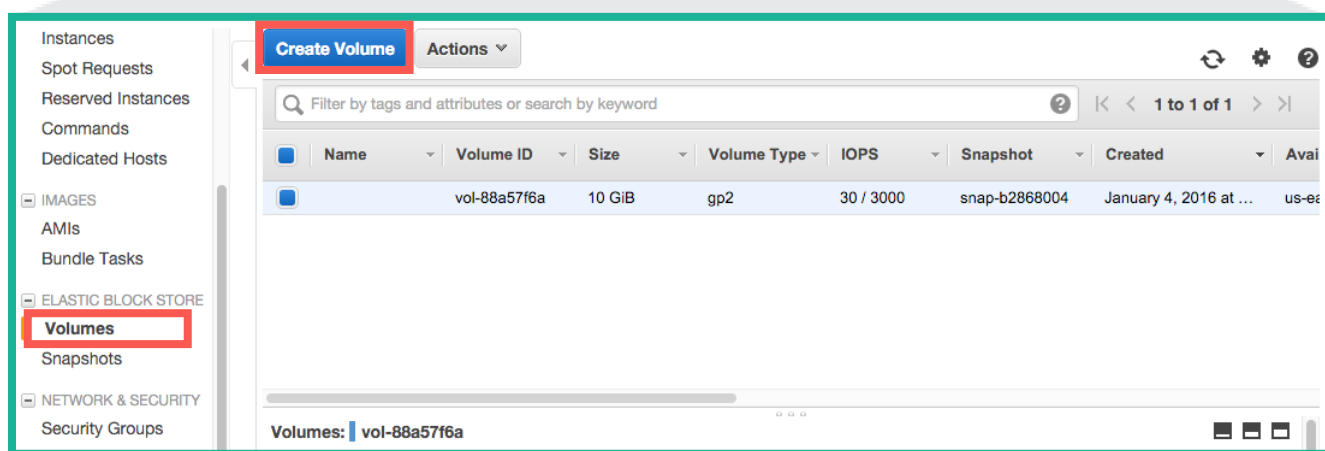 Instances
Spot Requests
Reserved Instances
Commands
Dedicated Hosts
IMAGES
AMIs
Bundle Tasks
ELASTIC BLOCK STORE
Volumes
Snapshots
NETWORK & SECURITY
Security Groups
Create Volume Actions
Filter by tags and attributes or search by keyword 1 to 1 of 1
Name Volume ID Size Volume Type IOPS Snapshot Created Avai
vol-88a57f6a 10 GiB gp2 30 / 3000 snap-b2868004 January 4, 2016 at ... us-ea
Volumes: vol-88a57f6a